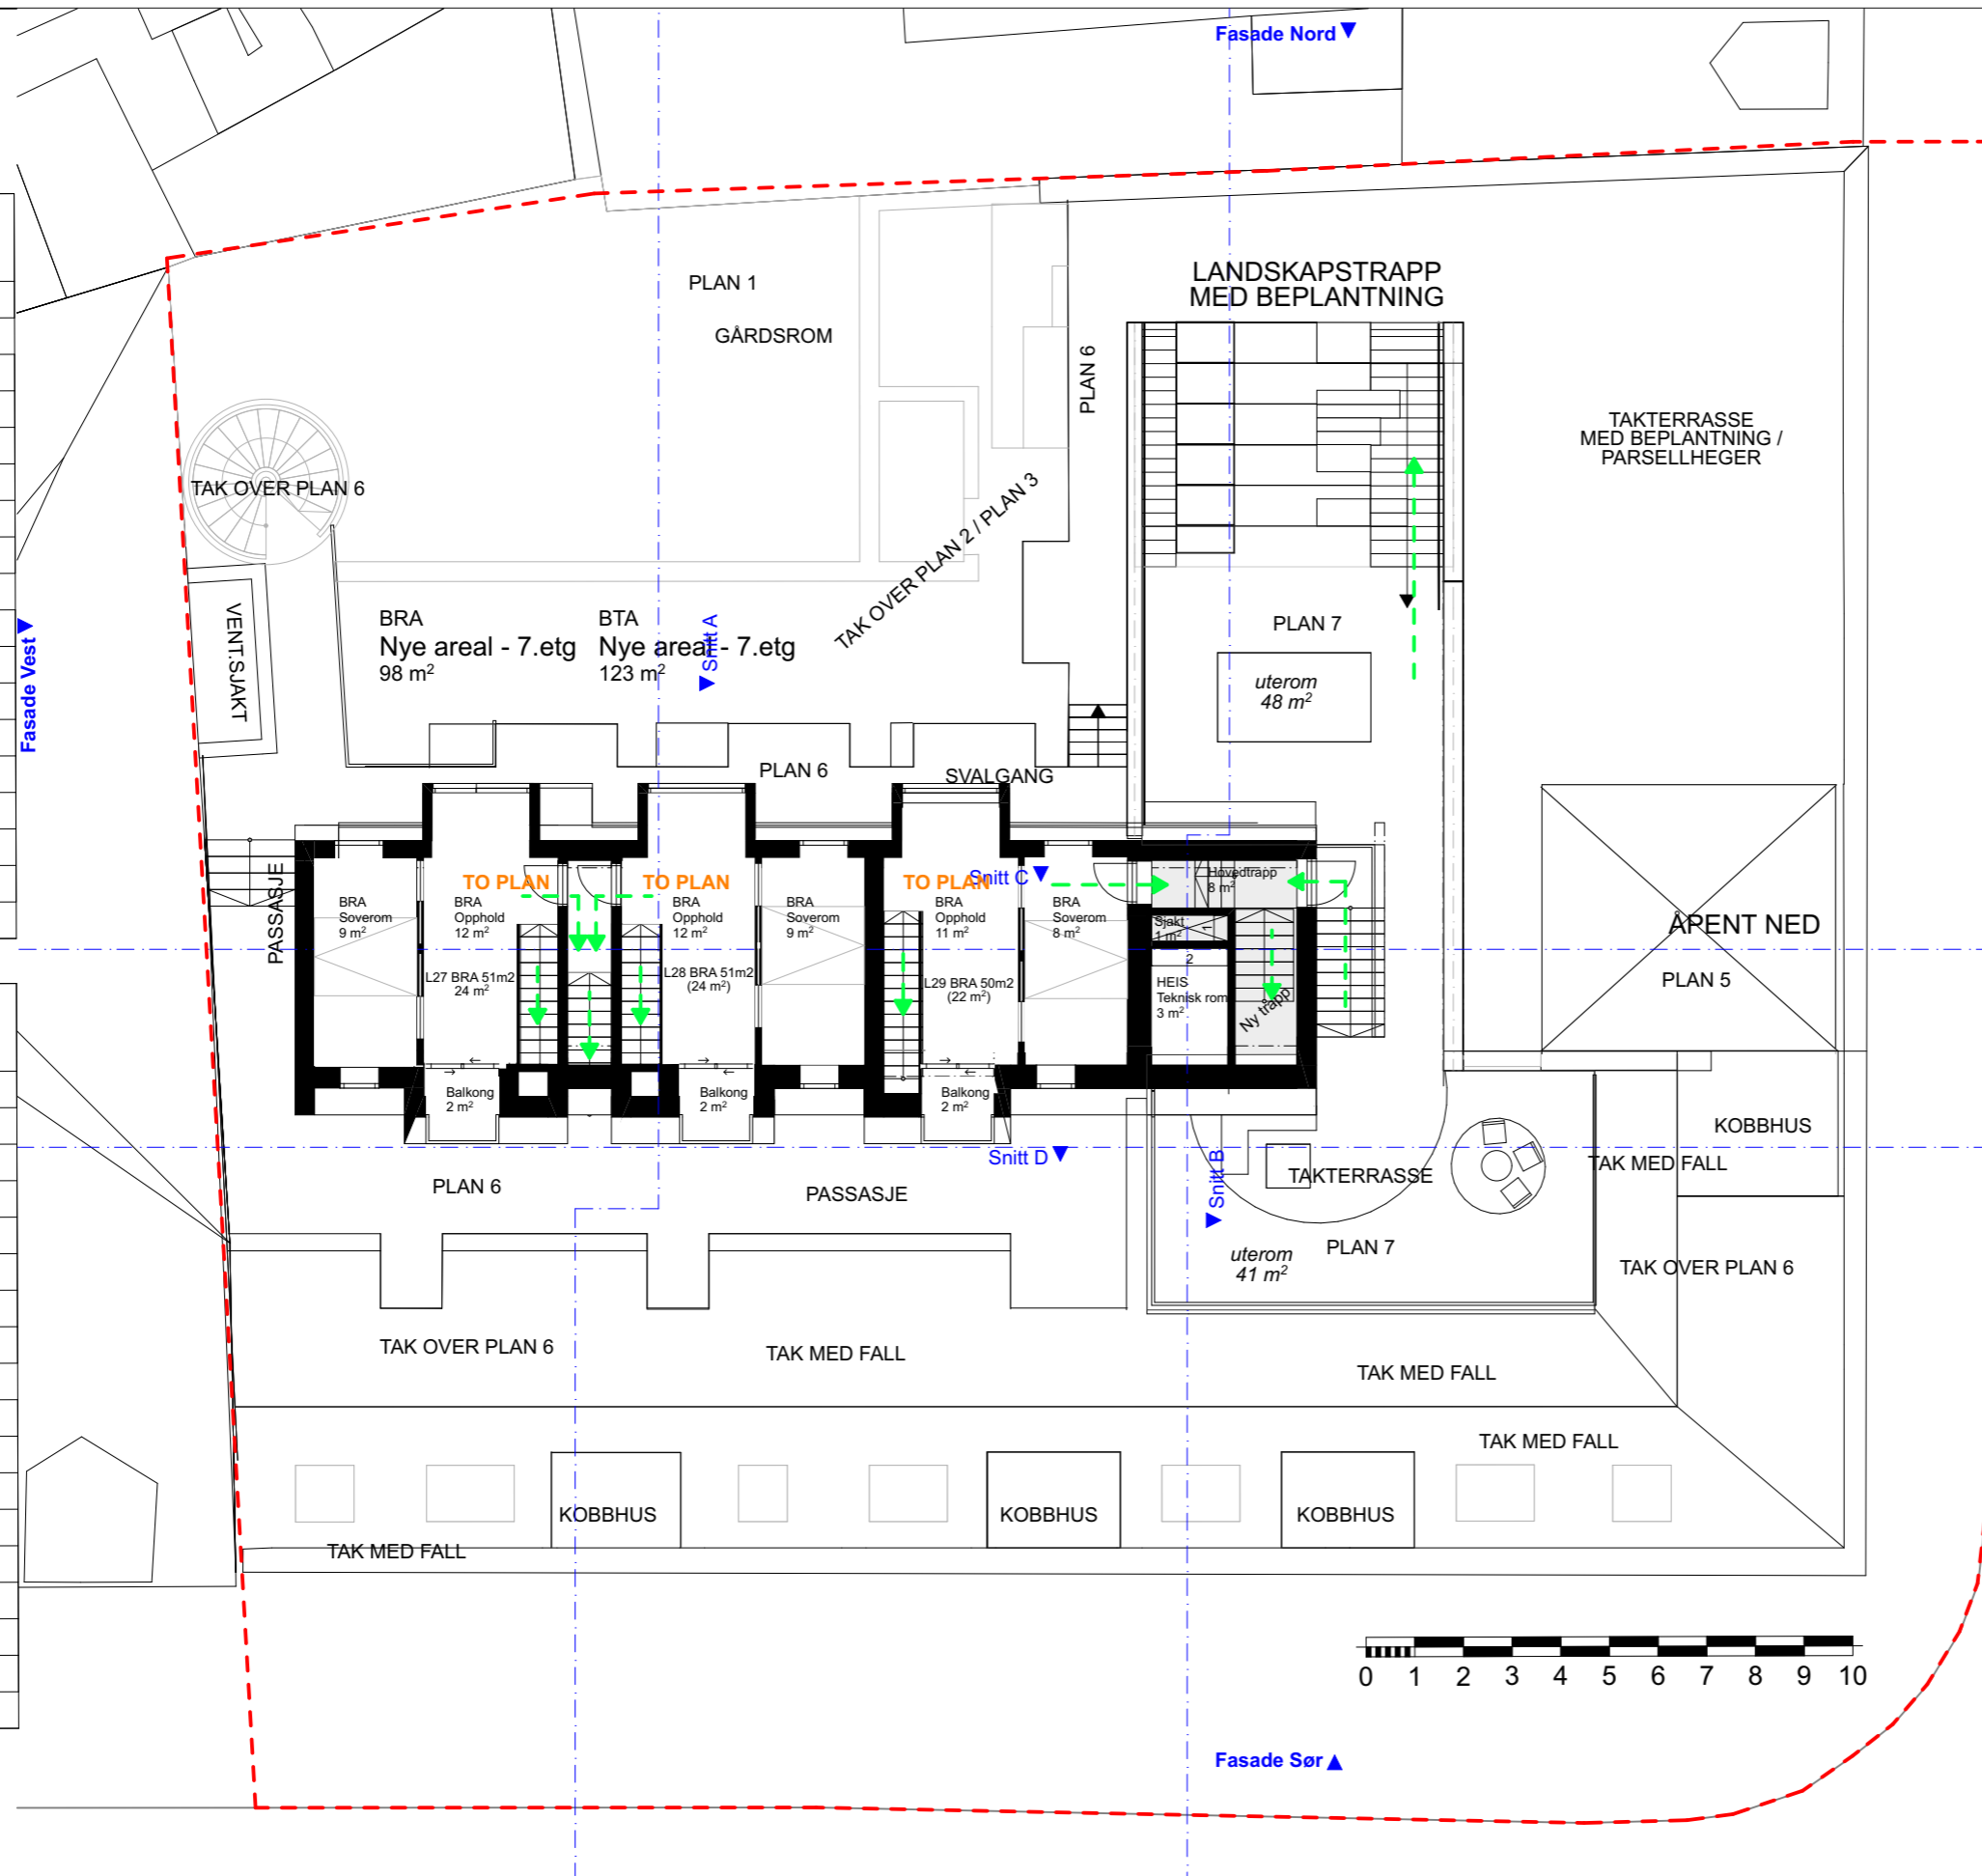 Fasade Nord
LANDSKAPSTRAPP
MED BEPLANTNING
PLAN 1
GÅRDSROM
PLAN 6
TAKTERRASSE
MED BEPLANTNING /
PARSELLHEGER
TAK OVER PLAN 6
TAK OVER PLAN 2 / PLAN 3
VENT.SJAKT
Fasade Vest
BRA
Nye areal - 7.etg
98 m²
BTA
Nye areal - 7.etg
123 m²
Snitt A
PLAN 7
uterom
48 m²
PLAN 6
SVALGANG
PASSASJE
TO PLAN
TO PLAN
TO PLAN
Snitt C
BRA
Soverom
9 m²
BRA
Opphold
12 m²
L27 BRA 51m2
24 m²
BRA
Opphold
12 m²
L28 BRA 51m2
(24 m²)
BRA
Soverom
9 m²
BRA
Opphold
11 m²
L29 BRA 50m2
(22 m²)
BRA
Soverom
8 m²
Hovedtrapp
8 m²
Sjakt
1 m²
1
2
HEIS
Teknisk rom
3 m²
Ny trapp
ÅPENT NED
PLAN 5
Balkong
2 m²
Balkong
2 m²
Balkong
2 m²
KOBBHUS
Snitt D
Snitt B
TAKTERRASSE
TAK MED FALL
PLAN 6
PASSASJE
PLAN 7
uterom
41 m²
TAK OVER PLAN 6
TAK OVER PLAN 6
TAK MED FALL
TAK MED FALL
TAK MED FALL
KOBBHUS
KOBBHUS
KOBBHUS
TAK MED FALL
0 1 2 3 4 5 6 7 8 9 10
Fasade Sør